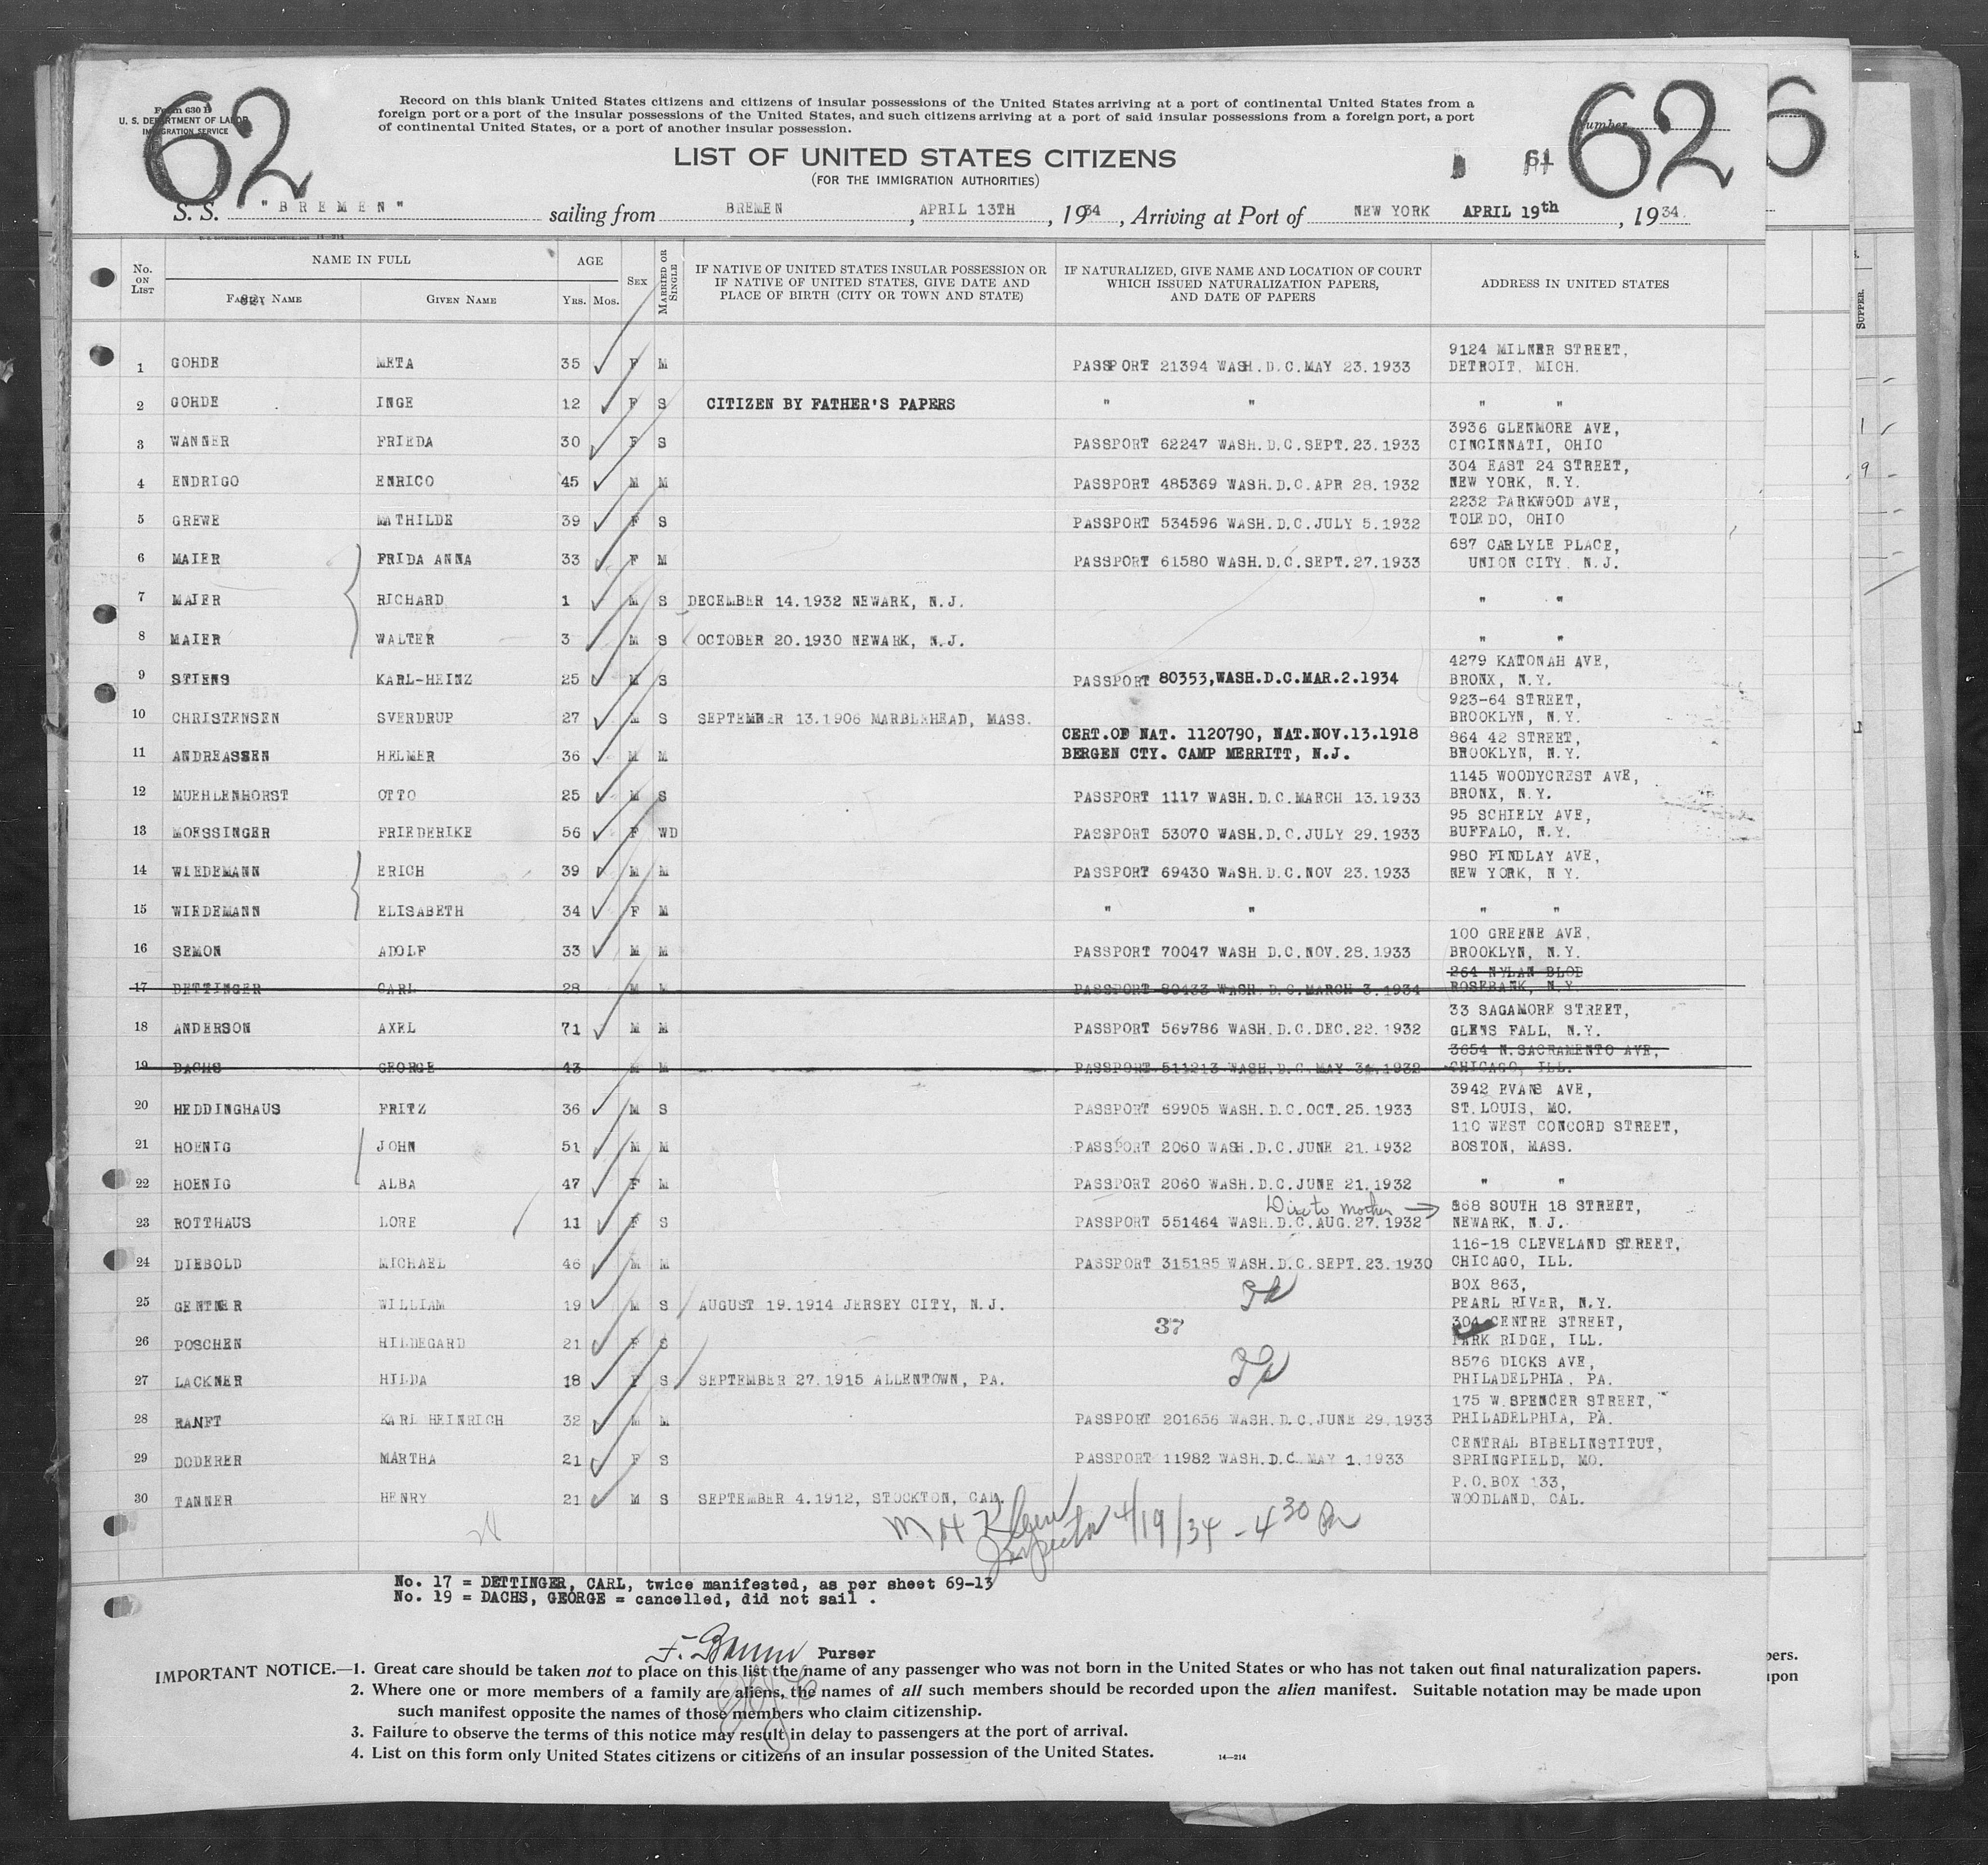 62
62
6
Form 630 B
U. S. DEPARTMENT OF LABOR
IMMIGRATION SERVICE
Record on this blank United States citizens and citizens of insular possessions of the United States arriving at a port of continental United States from a
foreign port or a port of the insular possessions of the United States, and such citizens arriving at a port of said insular possessions from a foreign port, a port
of continental United States, or a port of another insular possession.
Number
LIST OF UNITED STATES CITIZENS
(FOR THE IMMIGRATION AUTHORITIES)
61
S. S. "BREMEN" sailing from BREMEN, APRIL 13TH, 1934, Arriving at Port of NEW YORK APRIL 19th, 1934.
No. ON LIST NAME IN FULL FAMILY NAME GIVEN NAME AGE YRS. MOS. SEX MARRIED OR SINGLE IF NATIVE OF UNITED STATES INSULAR POSSESSION OR IF NATIVE OF UNITED STATES, GIVE DATE AND PLACE OF BIRTH (CITY OR TOWN AND STATE) IF NATURALIZED, GIVE NAME AND LOCATION OF COURT WHICH ISSUED NATURALIZATION PAPERS, AND DATE OF PAPERS ADDRESS IN UNITED STATES
SUPPER.
1 GOHDE META 35 F M PASSPORT 21394 WASH.D.C.MAY 23.1933 9124 MILNER STREET, DETROIT, MICH.
2 GOHDE INGE 12 F S CITIZEN BY FATHER'S PAPERS " " " "
3 WANNER FRIEDA 30 F S PASSPORT 62247 WASH.D.C.SEPT.23.1933 3936 GLENMORE AVE, CINCINNATI, OHIO
4 ENDRIGO ENRICO 45 M M PASSPORT 485369 WASH.D.C.APR 28.1932 304 EAST 24 STREET, NEW YORK, N.Y.
5 GREWE MATHILDE 39 F S PASSPORT 534596 WASH.D.C.JULY 5.1932 2232 PARKWOOD AVE, TOLEDO, OHIO
6 MAIER FRIDA ANNA 33 F M PASSPORT 61580 WASH.D.C.SEPT.27.1933 687 CARLYLE PLACE, UNION CITY, N.J.
7 MAIER RICHARD 1 M S DECEMBER 14.1932 NEWARK, N.J. " "
8 MAIER WALTER 3 M S OCTOBER 20.1930 NEWARK, N.J. " "
9 STIENS KARL-HEINZ 25 M S PASSPORT 80353,WASH.D.C.MAR.2.1934 4279 KATONAH AVE, BRONX, N.Y.
10 CHRISTENSEN SVERDRUP 27 M S SEPTEMBER 13.1906 MARBLEHEAD, MASS. 923-64 STREET, BROOKLYN, N.Y.
11 ANDREASSEN HELMER 36 M M CERT.OF NAT. 1120790, NAT.NOV.13.1918 BERGEN CTY. CAMP MERRITT, N.J. 864 42 STREET, BROOKLYN, N.Y.
12 MUEHLENHORST OTTO 25 M S PASSPORT 1117 WASH.D.C.MARCH 13.1933 1145 WOODYCREST AVE, BRONX, N.Y.
13 MOESSINGER FRIEDERIKE 56 F WD PASSPORT 53070 WASH.D.C.JULY 29.1933 95 SCHIELY AVE, BUFFALO, N.Y.
14 WIEDEMANN ERICH 39 M M PASSPORT 69430 WASH.D.C.NOV 23.1933 980 FINDLAY AVE, NEW YORK, N Y.
15 WIEDEMANN ELISABETH 34 F M " " " "
16 SEMON ADOLF 33 M M PASSPORT 70047 WASH D.C.NOV.28.1933 100 GREENE AVE, BROOKLYN, N.Y.
17 DETTINGER CARL 28 M M PASSPORT 80433 WASH.D.C.MARCH 3.1934 264 NYLAN BLOD ROSEBANK, N.Y.
18 ANDERSON AXEL 71 M M PASSPORT 569786 WASH.D.C.DEC.22.1932 33 SAGAMORE STREET, GLENS FALL, N.Y.
19 DACHS GEORGE 43 M M PASSPORT 511213 WASH.D.C.MAY 31.1932 3654 N.SACRAMENTO AVE, CHICAGO, ILL.
20 HEDDINGHAUS FRITZ 36 M S PASSPORT 69905 WASH.D.C.OCT.25.1933 3942 EVANS AVE, ST.LOUIS, MO.
21 HOENIG JOHN 51 M M PASSPORT 2060 WASH.D.C.JUNE 21.1932 110 WEST CONCORD STREET, BOSTON, MASS.
22 HOENIG ALBA 47 F M PASSPORT 2060 WASH.D.C.JUNE 21.1932 " "
23 ROTTHAUS LORE 11 F S PASSPORT 551464 WASH.D.C.AUG.27.1932 to mother 868 SOUTH 18 STREET, NEWARK, N.J.
24 DIEBOLD MICHAEL 46 M M PASSPORT 315185 WASH.D.C.SEPT.23.1930 116-18 CLEVELAND STREET, CHICAGO, ILL.
25 GENTNER WILLIAM 19 M S AUGUST 19.1914 JERSEY CITY, N.J. BOX 863, PEARL RIVER, N.Y.
26 POSCHEN HILDEGARD 21 F S 37 304 CENTRE STREET, PARK RIDGE, ILL.
27 LACKNER HILDA 18 F S SEPTEMBER 27.1915 ALLENTOWN, PA. 8576 DICKS AVE, PHILADELPHIA, PA.
28 RANFT KARL HEINRICH 32 M M PASSPORT 201656 WASH.D.C.JUNE 29.1933 175 W.SPENCER STREET, PHILADELPHIA, PA.
29 DODERER MARTHA 21 F S PASSPORT 11982 WASH.D.C.MAY 1.1933 CENTRAL BIBELINSTITUT, SPRINGFIELD, MO.
30 TANNER HENRY 21 M S SEPTEMBER 4.1912, STOCKTON, CAL. P.O.BOX 133, WOODLAND, CAL.
M H Klein
Inspector 4/19/34 - 4 30 Pm
No. 17 = DETTINGER, CARL, twice manifested, as per sheet 69-13
No. 19 = DACHS, GEORGE = cancelled, did not sail .
Purser
IMPORTANT NOTICE.—1. Great care should be taken not to place on this list the name of any passenger who was not born in the United States or who has not taken out final naturalization papers.
2. Where one or more members of a family are aliens, the names of all such members should be recorded upon the alien manifest. Suitable notation may be made upon
such manifest opposite the names of those members who claim citizenship.
3. Failure to observe the terms of this notice may result in delay to passengers at the port of arrival.
4. List on this form only United States citizens or citizens of an insular possession of the United States.
14—214
pers.
upon